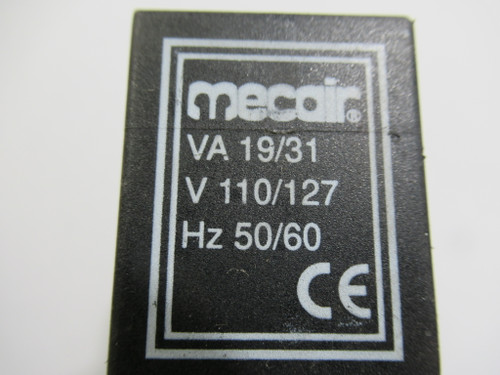 mecair®
VA 19/31
V 110/127
Hz 50/60
CE